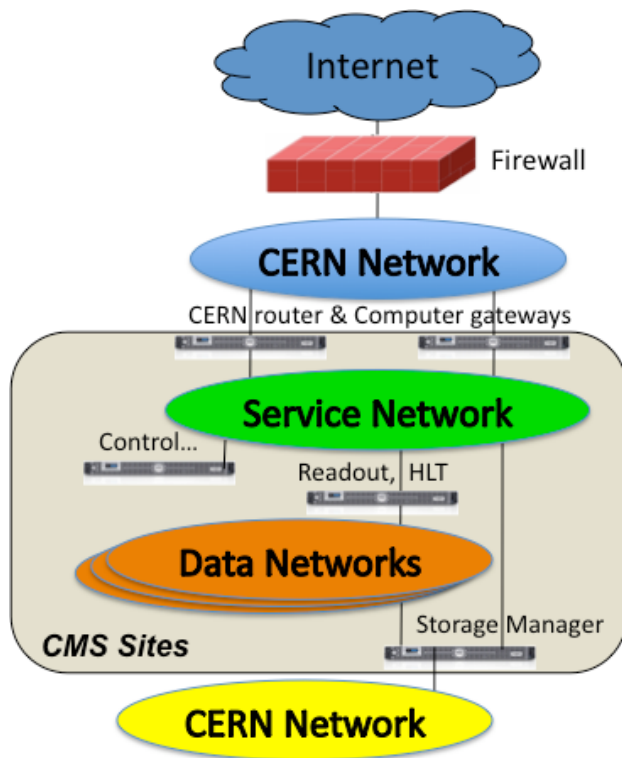 Internet
Firewall
CERN Network
CERN router & Computer gateways
Service Network
Control...
Readout, HLT
Data Networks
Storage Manager
CMS Sites
CERN Network